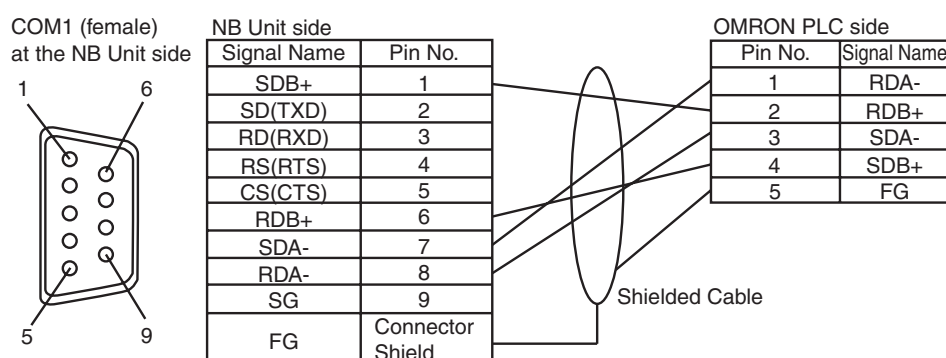 COM1 (female)
at the NB Unit side
1
6
5
9
NB Unit side
Signal Name Pin No.
SDB+ 1
SD(TXD) 2
RD(RXD) 3
RS(RTS) 4
CS(CTS) 5
RDB+ 6
SDA- 7
RDA- 8
SG 9
FG Connector
Shield
Shielded Cable
OMRON PLC side
Pin No. Signal Name
1 RDA-
2 RDB+
3 SDA-
4 SDB+
5 FG